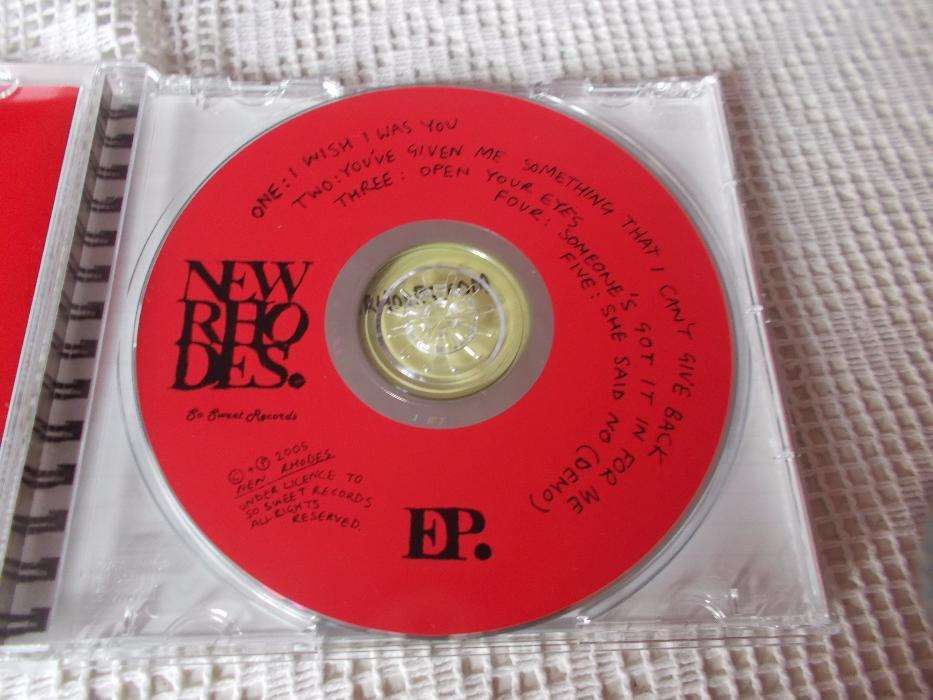 ONE: I WISH I WAS YOU
TWO: YOU'VE GIVEN ME SOMETHING THAT I CAN'T GIVE BACK
THREE: OPEN YOUR EYES
FOUR: SOMEONE'S GOT IT IN FOR ME
FIVE: SHE SAID NO (DEMO)
NEW
RHO
DES.
So Sweet Records
© + ℗ 2005
NEW RHODES
UNDER LICENCE TO
SO SWEET RECORDS
ALL RIGHTS
RESERVED.
EP.